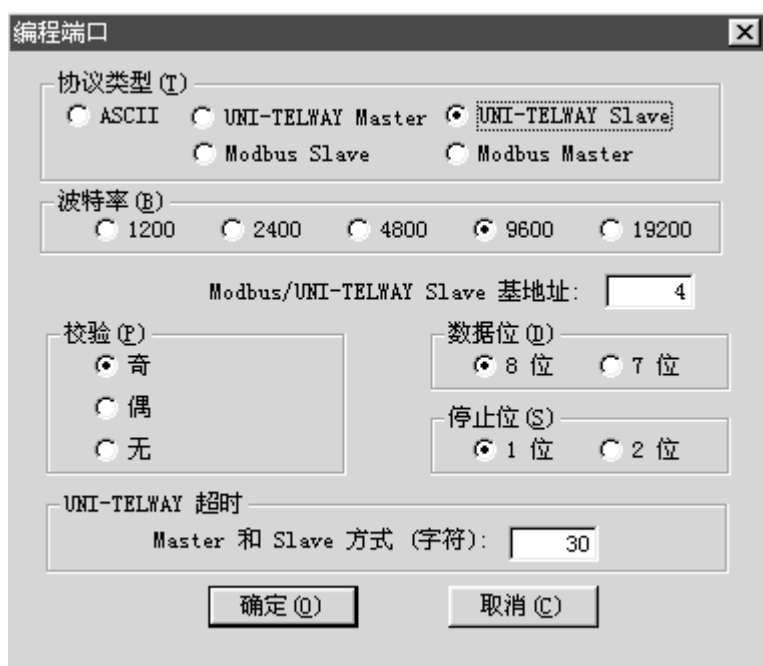 编程端口
协议类型(T)
ASCII UNI-TELWAY Master UNI-TELWAY Slave
Modbus Slave Modbus Master
波特率(B)
1200 2400 4800 9600 19200
Modbus/UNI-TELWAY Slave 基地址: 4
校验(P) 数据位(D)
奇 8 位 7 位
偶
停止位(S)
无 1 位 2 位
UNI-TELWAY 超时
Master 和 Slave 方式 (字符): 30
确定(O) 取消(C)